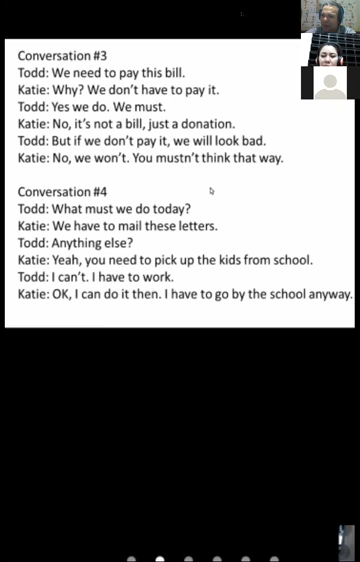 Conversation #3
Todd: We need to pay this bill.
Katie: Why? We don't have to pay it.
Todd: Yes we do. We must.
Katie: No, it's not a bill, just a donation.
Todd: But if we don't pay it, we will look bad.
Katie: No, we won't. You mustn't think that way.
Conversation #4
Todd: What must we do today?
Katie: We have to mail these letters.
Todd: Anything else?
Katie: Yeah, you need to pick up the kids from school.
Todd: I can't. I have to work.
Katie: OK, I can do it then. I have to go by the school anyway.